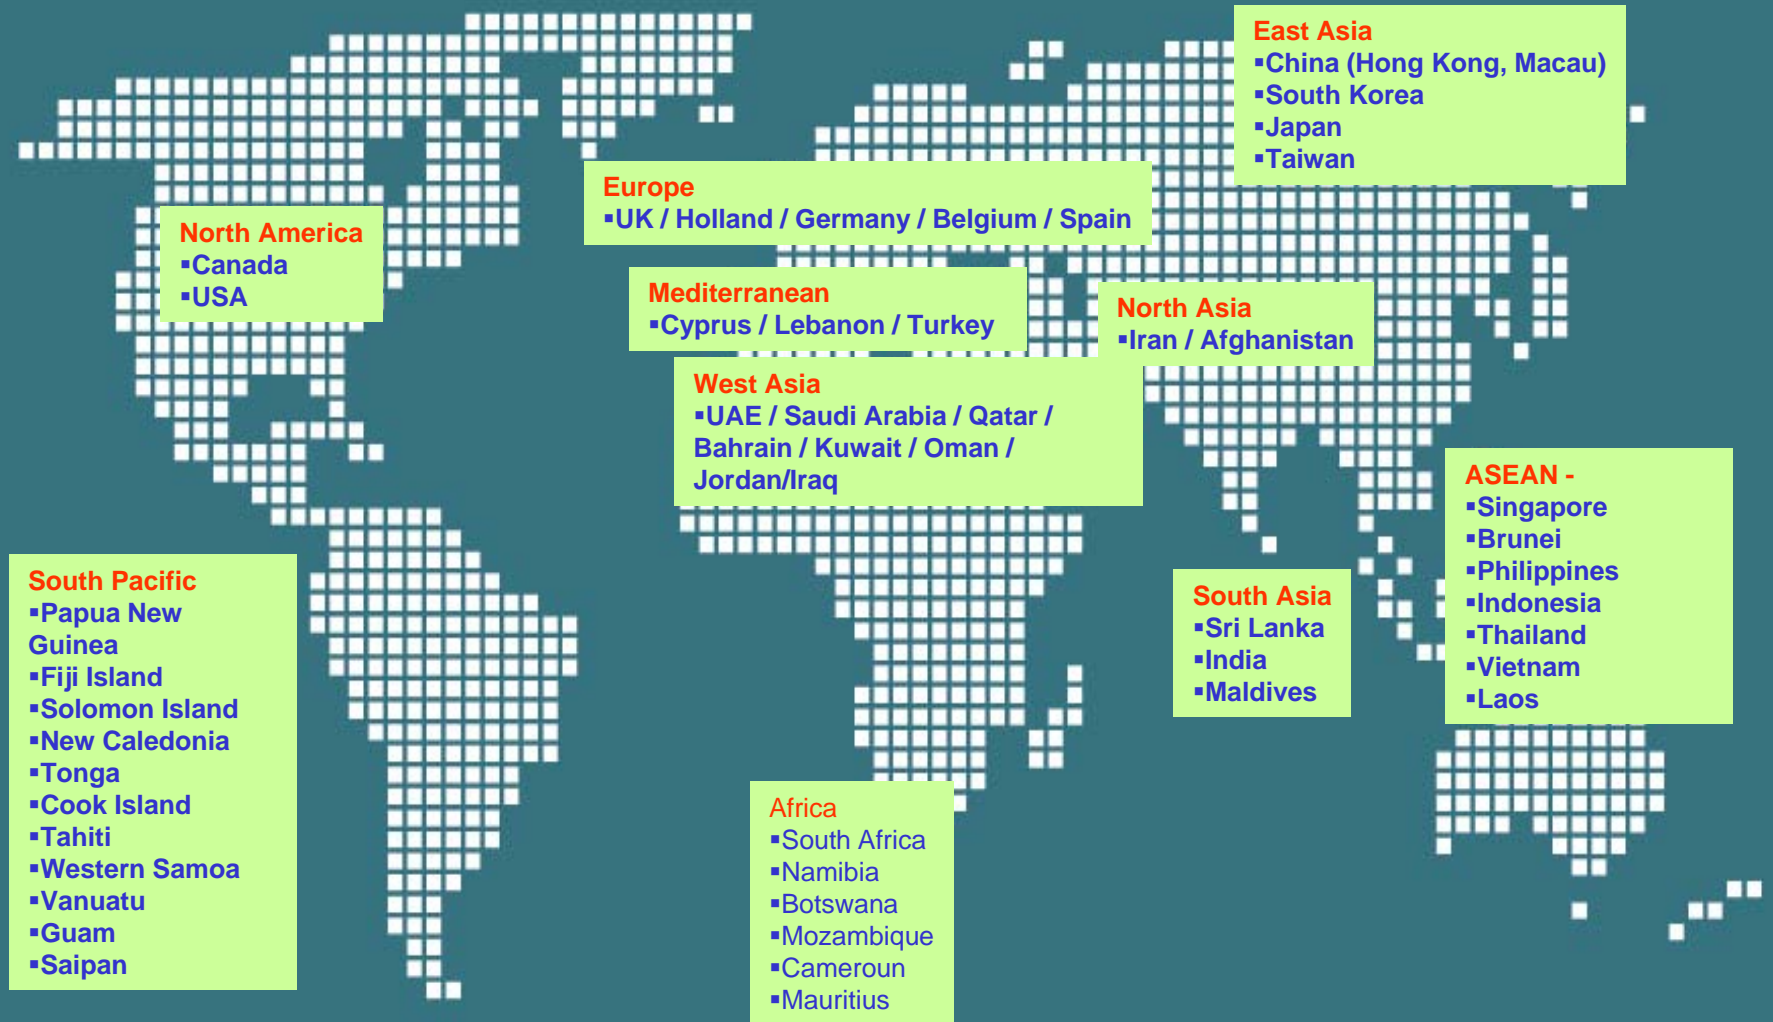 East Asia
▪China (Hong Kong, Macau)
▪South Korea
▪Japan
▪Taiwan
Europe
▪UK / Holland / Germany / Belgium / Spain
North America
▪Canada
▪USA
Mediterranean
▪Cyprus / Lebanon / Turkey
North Asia
▪Iran / Afghanistan
West Asia
▪UAE / Saudi Arabia / Qatar /
Bahrain / Kuwait / Oman /
Jordan/Iraq
ASEAN -
▪Singapore
▪Brunei
▪Philippines
▪Indonesia
▪Thailand
▪Vietnam
▪Laos
South Pacific
▪Papua New
Guinea
▪Fiji Island
▪Solomon Island
▪New Caledonia
▪Tonga
▪Cook Island
▪Tahiti
▪Western Samoa
▪Vanuatu
▪Guam
▪Saipan
South Asia
▪Sri Lanka
▪India
▪Maldives
Africa
▪South Africa
▪Namibia
▪Botswana
▪Mozambique
▪Cameroun
▪Mauritius